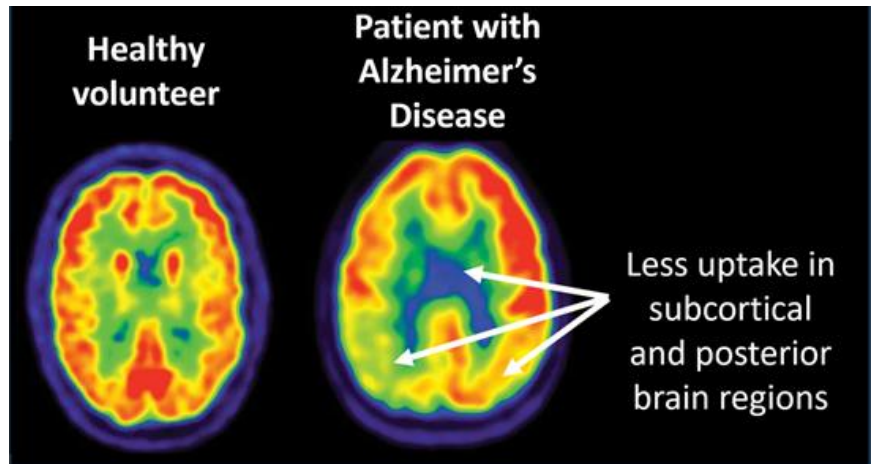 Healthy
volunteer
Patient with
Alzheimer's
Disease
Less uptake in
subcortical
and posterior
brain regions